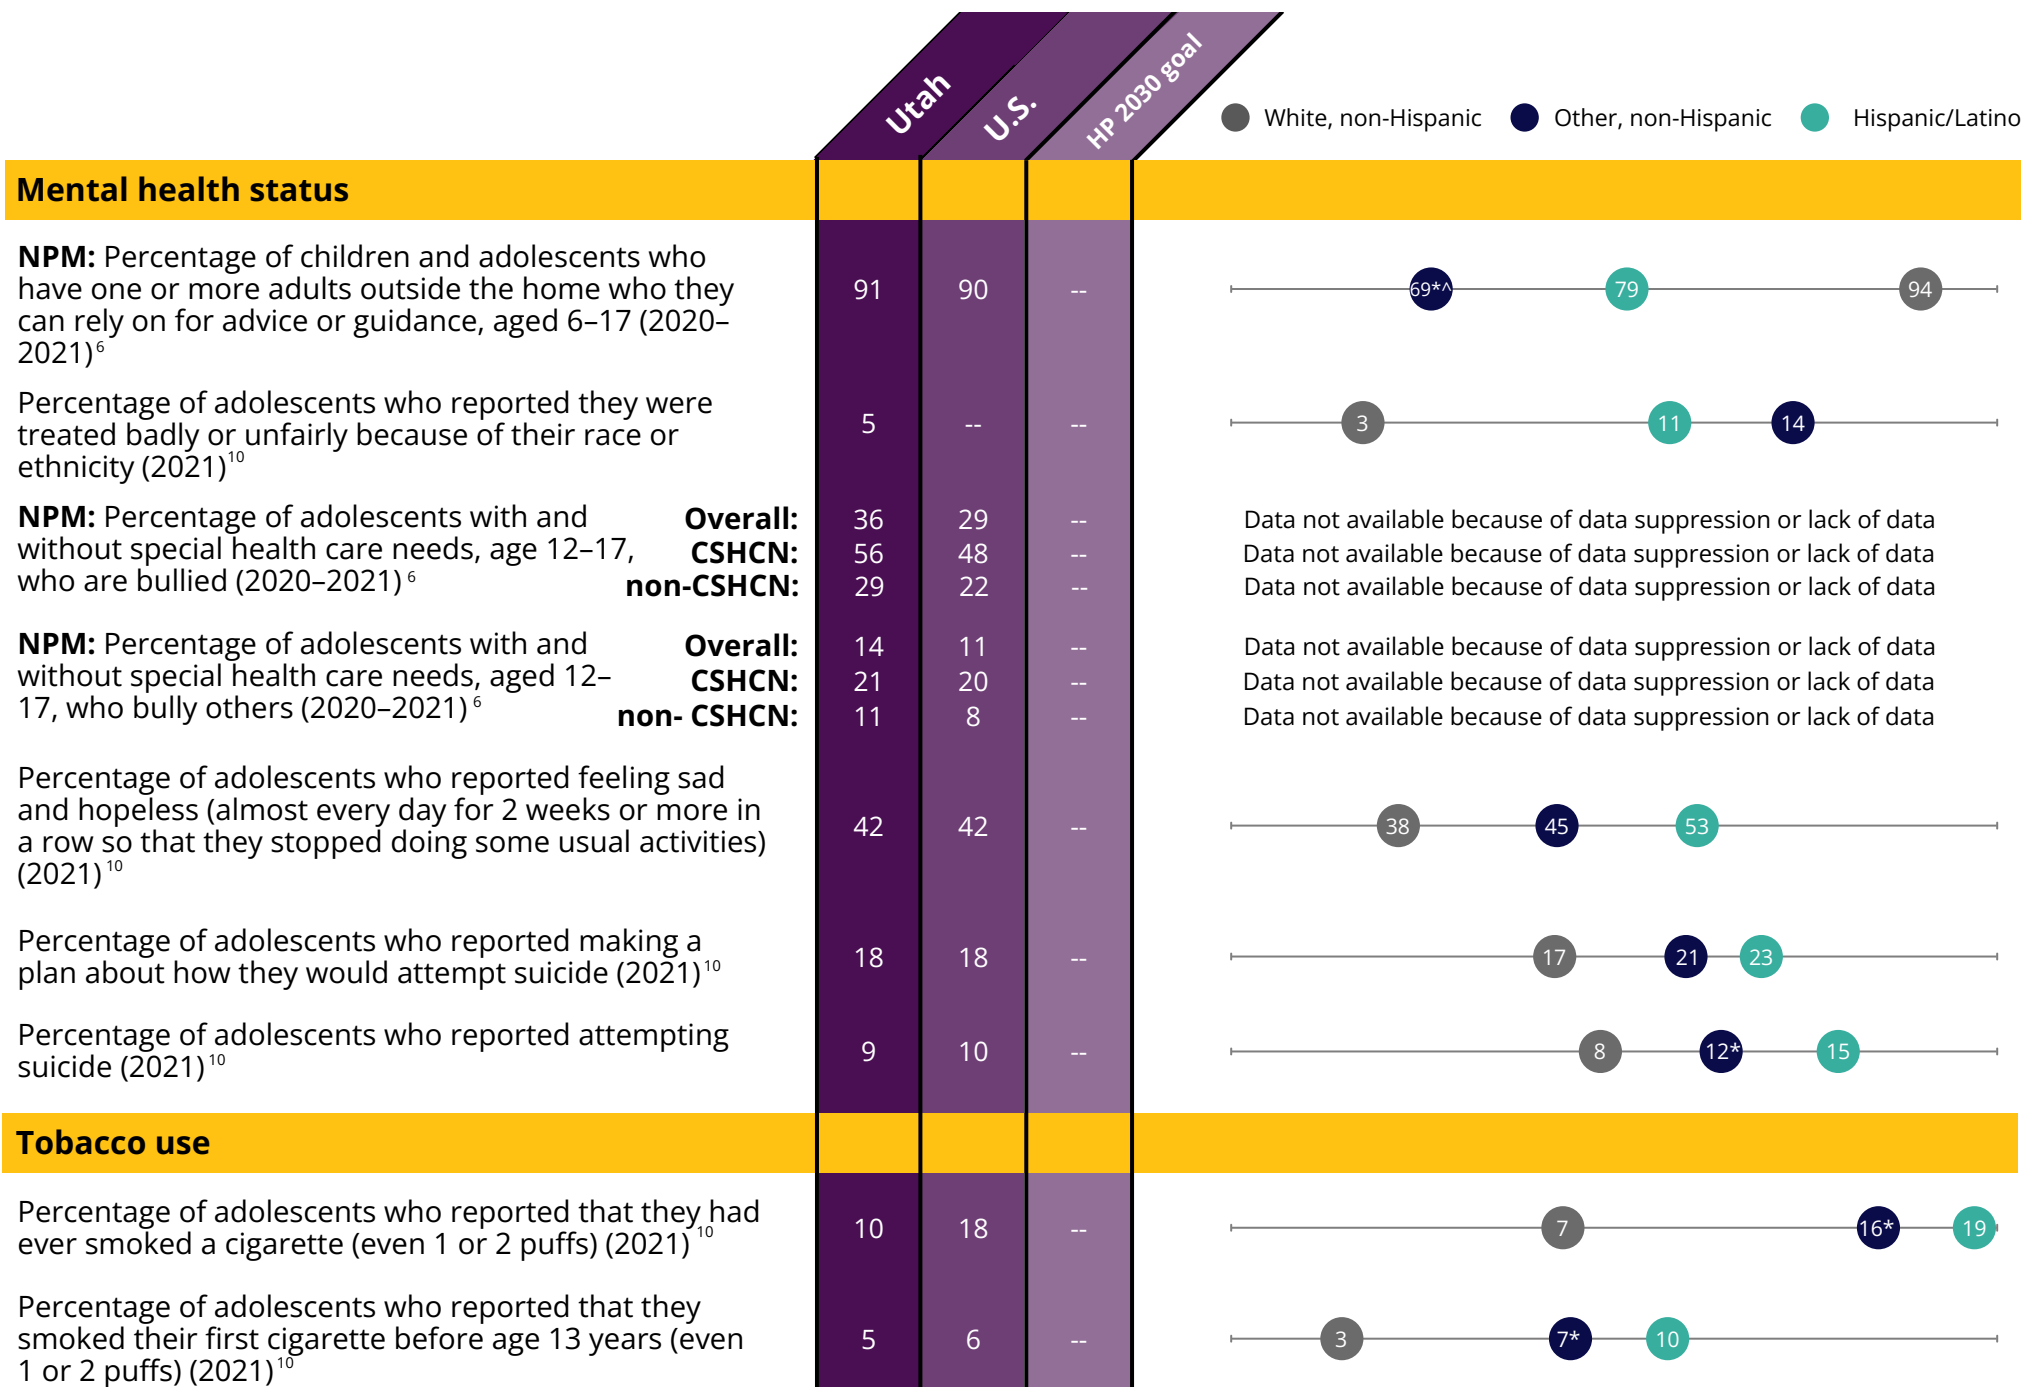 Utah
U.S.
HP 2030 goal
White, non-Hispanic
Other, non-Hispanic
Hispanic/Latino
Mental health status
NPM: Percentage of children and adolescents who
have one or more adults outside the home who they
can rely on for advice or guidance, aged 6–17 (2020–
2021)6
91 90 --
69*^ 79 94
Percentage of adolescents who reported they were
treated badly or unfairly because of their race or
ethnicity (2021)10
5 -- --
3 11 14
NPM: Percentage of adolescents with and
without special health care needs, age 12–17,
who are bullied (2020–2021)6
Overall: 36 29 -- Data not available because of data suppression or lack of data
CSHCN: 56 48 -- Data not available because of data suppression or lack of data
non-CSHCN: 29 22 -- Data not available because of data suppression or lack of data
NPM: Percentage of adolescents with and
without special health care needs, aged 12–
17, who bully others (2020–2021)6
Overall: 14 11 -- Data not available because of data suppression or lack of data
CSHCN: 21 20 -- Data not available because of data suppression or lack of data
non- CSHCN: 11 8 -- Data not available because of data suppression or lack of data
Percentage of adolescents who reported feeling sad
and hopeless (almost every day for 2 weeks or more in
a row so that they stopped doing some usual activities)
(2021)10
42 42 --
38 45 53
Percentage of adolescents who reported making a
plan about how they would attempt suicide (2021)10
18 18 --
17 21 23
Percentage of adolescents who reported attempting
suicide (2021)10
9 10 --
8 12* 15
Tobacco use
Percentage of adolescents who reported that they had
ever smoked a cigarette (even 1 or 2 puffs) (2021)10
10 18 --
7 16* 19
Percentage of adolescents who reported that they
smoked their first cigarette before age 13 years (even
1 or 2 puffs) (2021)10
5 6 --
3 7* 10